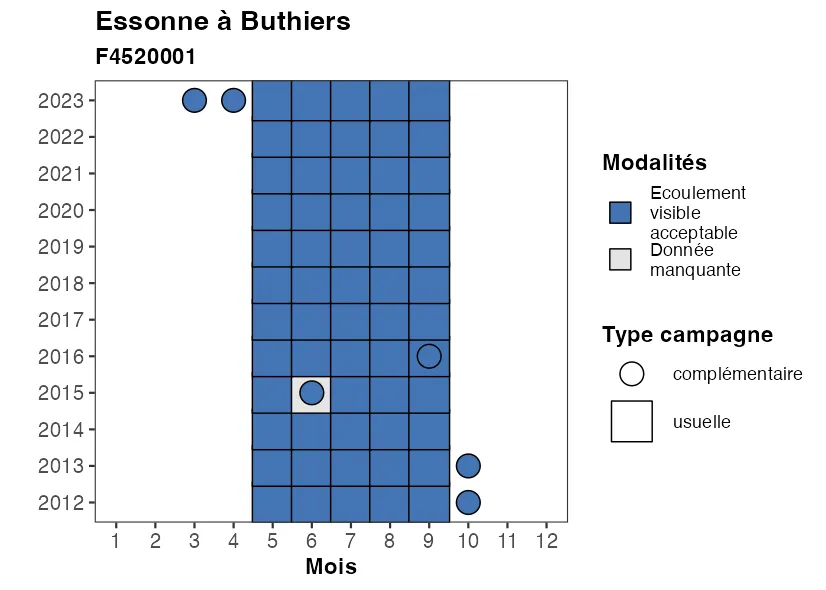 Essonne à Buthiers
F4520001
2023
2022
2021
2020
2019
2018
2017
2016
2015
2014
2013
2012
1 2 3 4 5 6 7 8 9 10 11 12
Mois
Modalités
Ecoulement
visible
acceptable
Donnée
manquante
Type campagne
complémentaire
usuelle